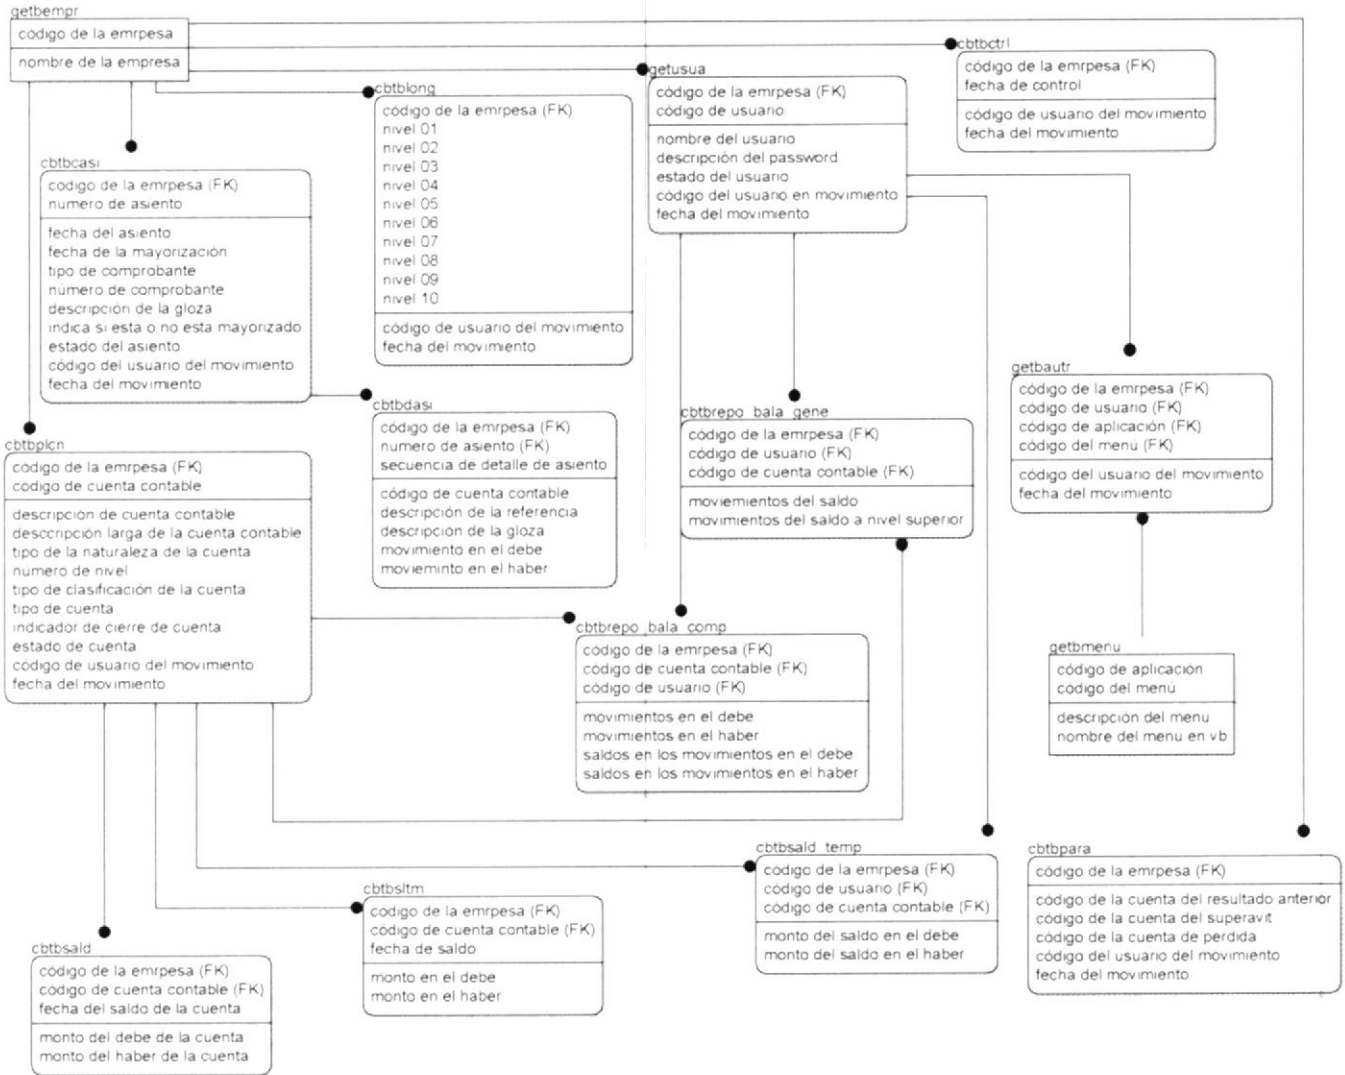 getbempr
código de la emrpesa
nombre de la empresa
cbtbctrl
código de la emrpesa (FK)
fecha de control
código de usuario del movimiento
fecha del movimiento
getusua
código de la emrpesa (FK)
código de usuario
nombre del usuario
descripción del password
estado del usuario
código del usuario en movimiento
fecha del movimiento
cbtblong
código de la emrpesa (FK)
nivel 01
nivel 02
nivel 03
nivel 04
nivel 05
nivel 06
nivel 07
nivel 08
nivel 09
nivel 10
código de usuario del movimiento
fecha del movimiento
cbtbcasi
código de la emrpesa (FK)
numero de asiento
fecha del asiento
fecha de la mayorización
tipo de comprobante
número de comprobante
descripción de la gloza
indica si esta o no esta mayorizado
estado del asiento
código del usuario del movimiento
fecha del movimiento
getbautr
código de la emrpesa (FK)
código de usuario (FK)
código de aplicación (FK)
código del menú (FK)
código del usuario del movimiento
fecha del movimiento
cbtbdasi
código de la emrpesa (FK)
numero de asiento (FK)
secuencia de detalle de asiento
código de cuenta contable
descripción de la referencia
descripción de la gloza
movimiento en el debe
movieminto en el haber
cbtbrepo_bala_gene
código de la emrpesa (FK)
código de usuario (FK)
código de cuenta contable (FK)
moviemientos del saldo
movimientos del saldo a nivel superior
cbtbplcn
código de la emrpesa (FK)
código de cuenta contable
descripción de cuenta contable
desccripción larga de la cuenta contable
tipo de la naturaleza de la cuenta
numero de nivel
tipo de clasificación de la cuenta
tipo de cuenta
indicador de cierre de cuenta
estado de cuenta
código de usuario del movimiento
fecha del movimiento
cbtbrepo_bala_comp
código de la emrpesa (FK)
código de cuenta contable (FK)
código de usuario (FK)
movimientos en el debe
movimientos en el haber
saldos en los movimientos en el debe
saldos en los movimientos en el haber
getbmenu
código de aplicación
código del menú
descripción del menu
nombre del menu en vb
cbtbsald_temp
código de la emrpesa (FK)
código de usuario (FK)
código de cuenta contable (FK)
monto del saldo en el debe
monto del saldo en el haber
cbtbpara
código de la emrpesa (FK)
código de la cuenta del resultado anterior
código de la cuenta del superavit
código de la cuenta de perdida
código del usuario del movimiento
fecha del movimiento
cbtbsltm
código de la emrpesa (FK)
código de cuenta contable (FK)
fecha de saldo
monto en el debe
monto en el haber
cbtbsald
código de la emrpesa (FK)
código de cuenta contable (FK)
fecha del saldo de la cuenta
monto del debe de la cuenta
monto del haber de la cuenta